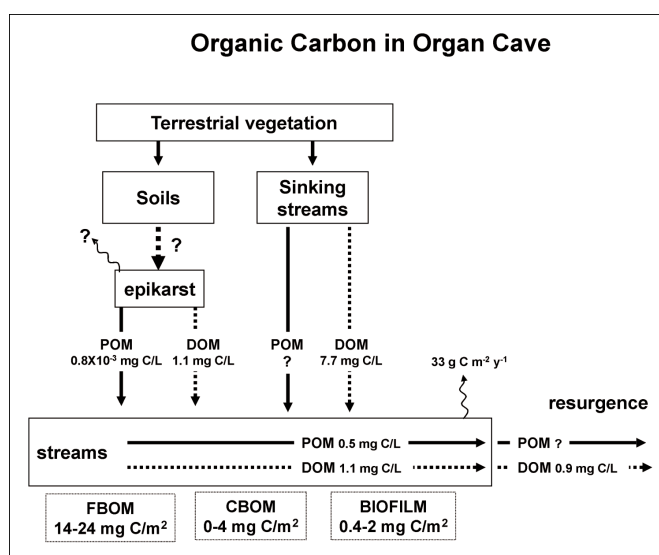 Organic Carbon in Organ Cave
Terrestrial vegetation
Soils
Sinking
streams
?
?
epikarst
POM
0.8X10⁻³ mg C/L
DOM
1.1 mg C/L
POM
?
DOM
7.7 mg C/L
33 g C m⁻² y⁻¹
resurgence
streams
POM 0.5 mg C/L
POM ?
DOM 1.1 mg C/L
DOM 0.9 mg C/L
FBOM
14-24 mg C/m²
CBOM
0-4 mg C/m²
BIOFILM
0.4-2 mg C/m²